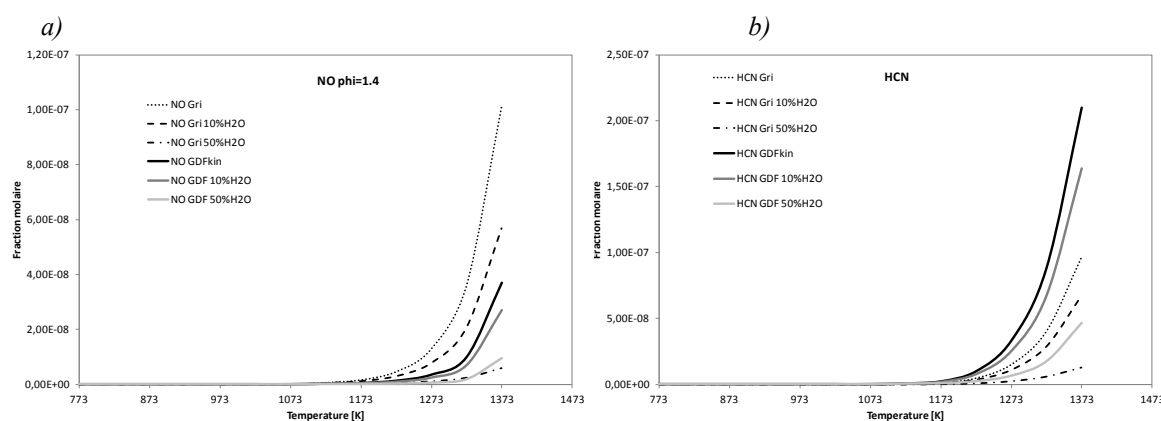 a)
NO phi=1.4
1,20E-07
1,00E-07
8,00E-08
6,00E-08
4,00E-08
2,00E-08
0,00E+00
Fraction molaire
NO Gri
NO Gri 10%H2O
NO Gri 50%H2O
NO GDFkin
NO GDF 10%H2O
NO GDF 50%H2O
773
873
973
1073
1173
1273
1373
1473
Temperature [K]
b)
HCN
2,50E-07
2,00E-07
1,50E-07
1,00E-07
5,00E-08
0,00E+00
Fraction molaire
HCN Gri
HCN Gri 10%H2O
HCN Gri 50%H2O
HCN GDFkin
HCN GDF 10%H2O
HCN GDF 50%H2O
673
773
873
973
1073
1173
1273
1373
1473
Temperature [K]